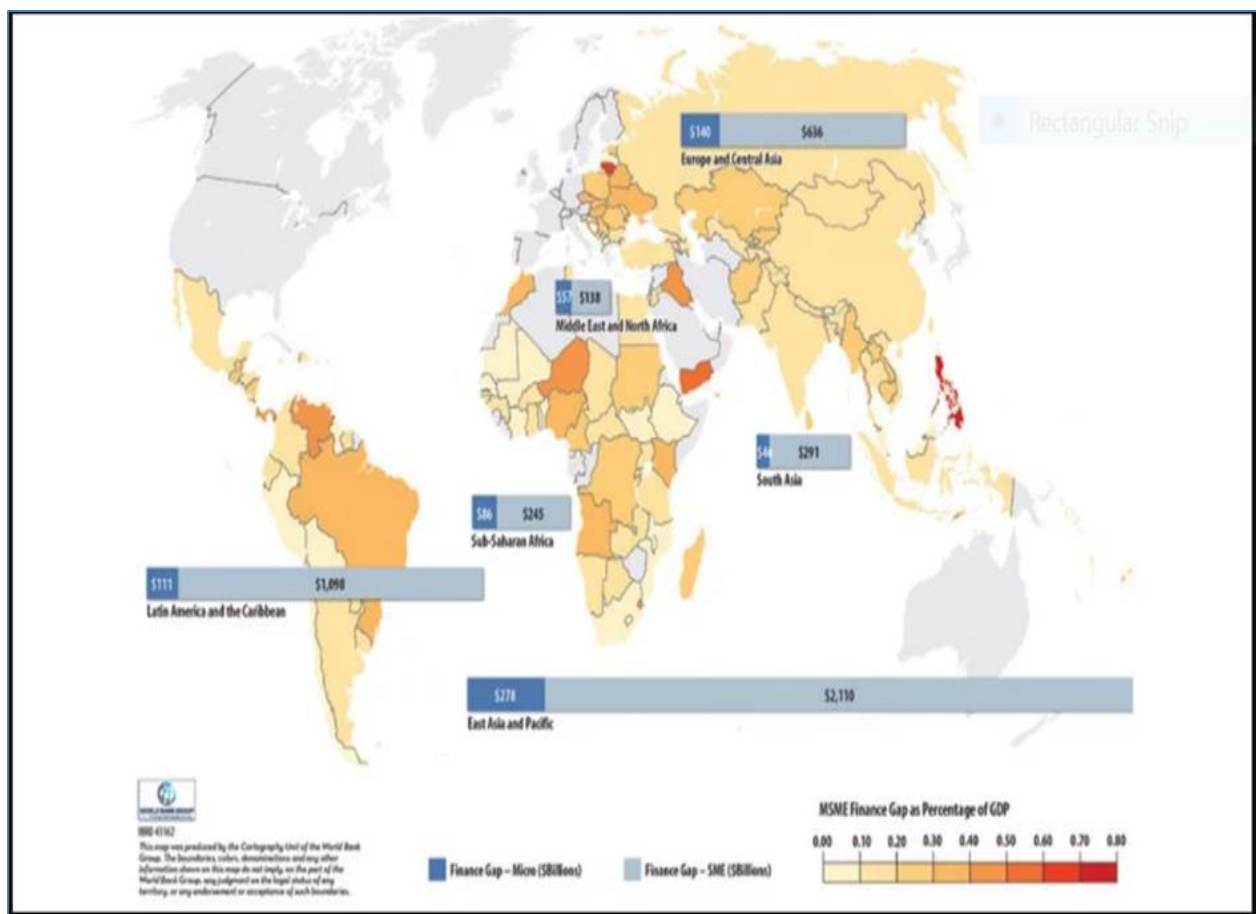 Rectangular Snip
$140 $636
Europe and Central Asia
$57 $138
Middle East and North Africa
$291
South Asia
$86 $245
Sub-Saharan Africa
$111 $1,098
Latin America and the Caribbean
$278 $2,110
East Asia and Pacific
WORLD BANK GROUP
IBRD 43162
This map was produced by the Cartography Unit of the World Bank
Group. The boundaries, colors, denominations and any other
information shown on this map do not imply, on the part of the
World Bank Group, any judgment on the legal status of any
territory, or any endorsement or acceptance of such boundaries.
Finance Gap – Micro ($Billions) Finance Gap – SME ($Billions)
MSME Finance Gap as Percentage of GDP
0.00 0.10 0.20 0.30 0.40 0.50 0.60 0.70 0.80